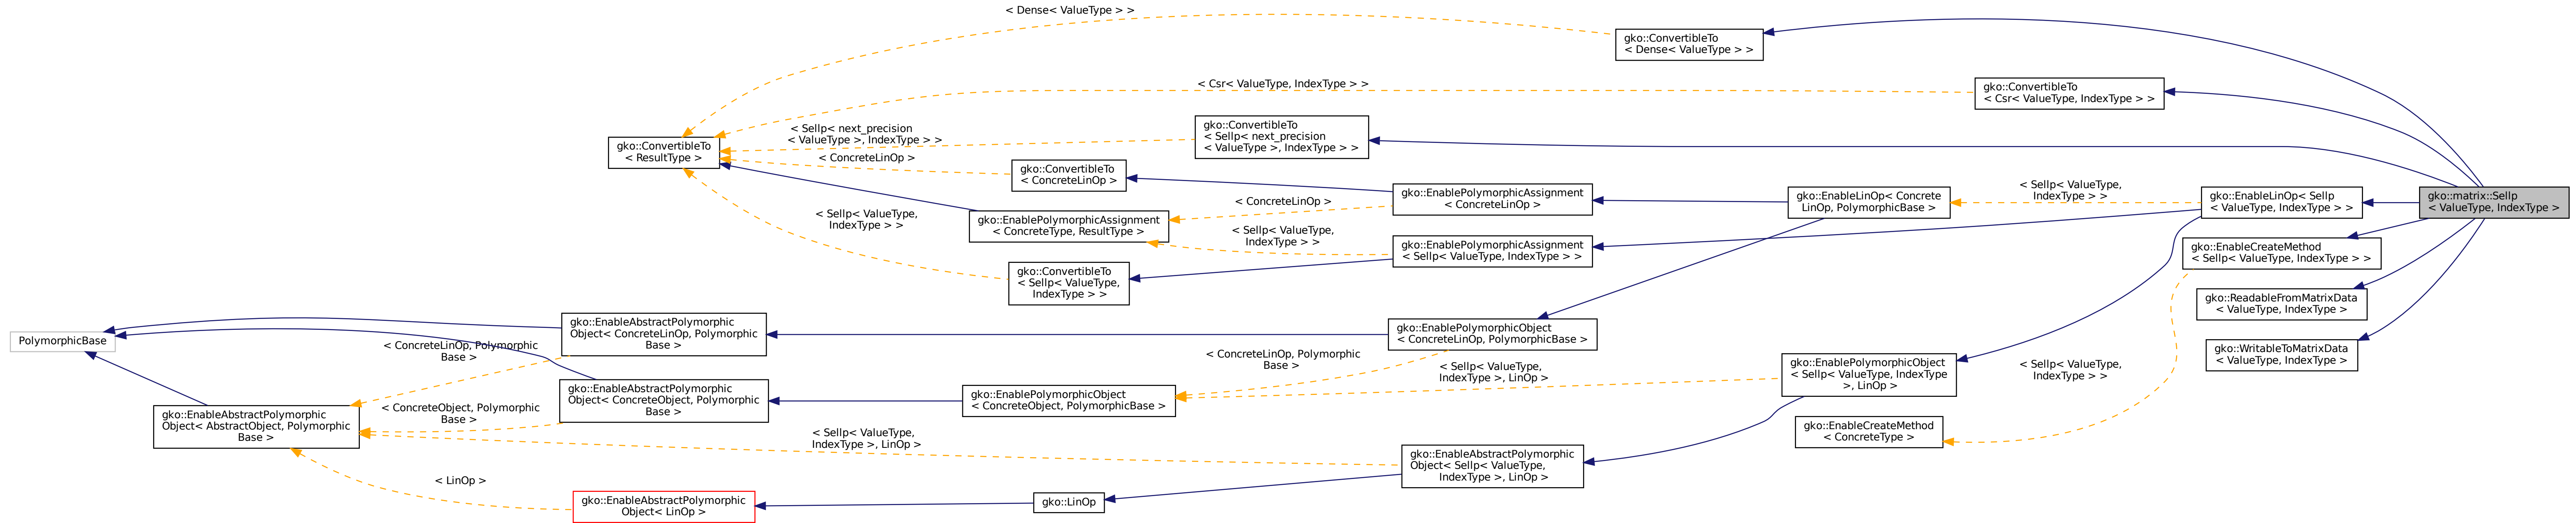 < Dense< ValueType > >
gko::ConvertibleTo
< Dense< ValueType > >
< Csr< ValueType, IndexType > >
gko::ConvertibleTo
< Csr< ValueType, IndexType > >
< Sellp< next_precision
< ValueType >, IndexType > >
gko::ConvertibleTo
< Sellp< next_precision
< ValueType >, IndexType > >
gko::ConvertibleTo
< ResultType >
< ConcreteLinOp >
gko::ConvertibleTo
< ConcreteLinOp >
gko::EnablePolymorphicAssignment
< ConcreteLinOp >
gko::EnableLinOp< Concrete
LinOp, PolymorphicBase >
< Sellp< ValueType,
IndexType > >
gko::EnableLinOp< Sellp
< ValueType, IndexType > >
gko::matrix::Sellp
< ValueType, IndexType >
< Sellp< ValueType,
IndexType > >
gko::EnablePolymorphicAssignment
< ConcreteType, ResultType >
< ConcreteLinOp >
< Sellp< ValueType,
IndexType > >
gko::EnablePolymorphicAssignment
< Sellp< ValueType, IndexType > >
gko::EnableCreateMethod
< Sellp< ValueType, IndexType > >
gko::ConvertibleTo
< Sellp< ValueType,
IndexType > >
gko::ReadableFromMatrixData
< ValueType, IndexType >
PolymorphicBase
gko::EnableAbstractPolymorphic
Object< ConcreteLinOp, Polymorphic
Base >
gko::EnablePolymorphicObject
< ConcreteLinOp, PolymorphicBase >
gko::WritableToMatrixData
< ValueType, IndexType >
< ConcreteLinOp, Polymorphic
Base >
< ConcreteLinOp, Polymorphic
Base >
< Sellp< ValueType,
IndexType >, LinOp >
gko::EnablePolymorphicObject
< Sellp< ValueType, IndexType
>, LinOp >
< Sellp< ValueType,
IndexType > >
gko::EnableAbstractPolymorphic
Object< ConcreteObject, Polymorphic
Base >
gko::EnablePolymorphicObject
< ConcreteObject, PolymorphicBase >
< ConcreteObject, Polymorphic
Base >
gko::EnableAbstractPolymorphic
Object< AbstractObject, Polymorphic
Base >
gko::EnableCreateMethod
< ConcreteType >
< Sellp< ValueType,
IndexType >, LinOp >
gko::EnableAbstractPolymorphic
Object< Sellp< ValueType,
IndexType >, LinOp >
< LinOp >
gko::EnableAbstractPolymorphic
Object< LinOp >
gko::LinOp